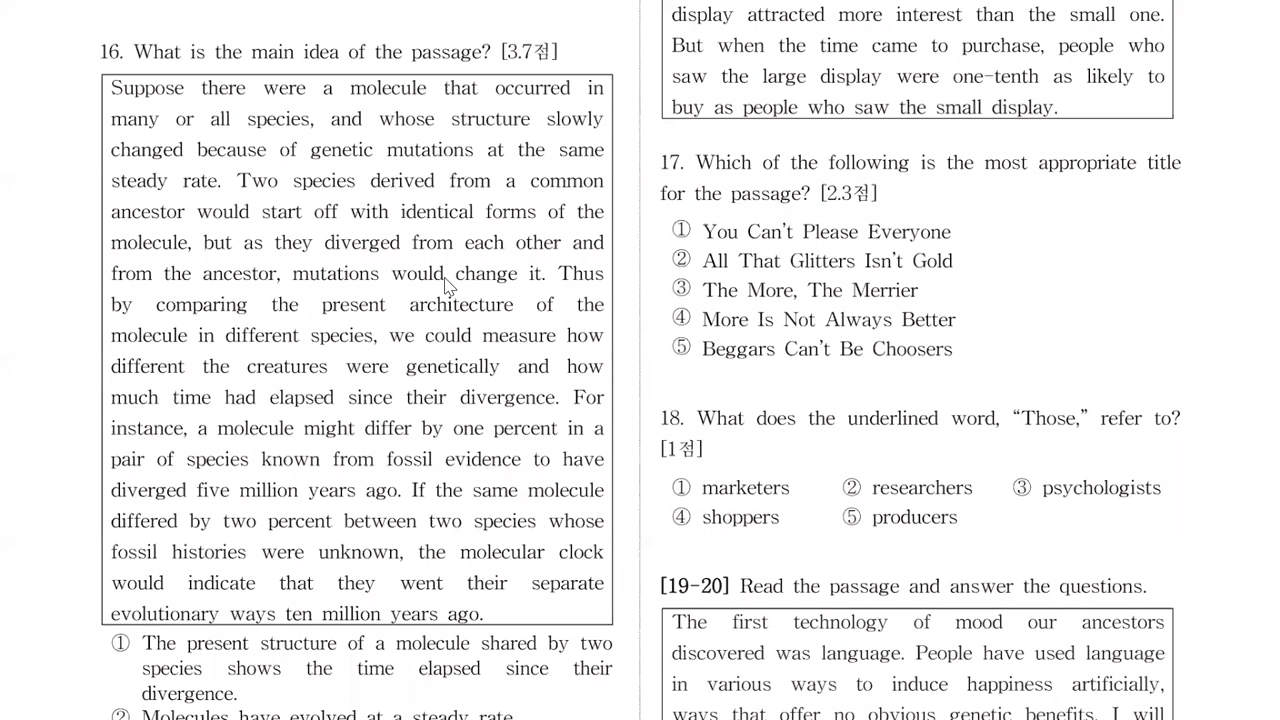 16. What is the main idea of the passage? [3.7점]
Suppose there were a molecule that occurred in
many or all species, and whose structure slowly
changed because of genetic mutations at the same
steady rate. Two species derived from a common
ancestor would start off with identical forms of the
molecule, but as they diverged from each other and
from the ancestor, mutations would change it. Thus
by comparing the present architecture of the
molecule in different species, we could measure how
different the creatures were genetically and how
much time had elapsed since their divergence. For
instance, a molecule might differ by one percent in a
pair of species known from fossil evidence to have
diverged five million years ago. If the same molecule
differed by two percent between two species whose
fossil histories were unknown, the molecular clock
would indicate that they went their separate
evolutionary ways ten million years ago.
① The present structure of a molecule shared by two
species shows the time elapsed since their
divergence.
② Molecules have evolved at a steady rate
display attracted more interest than the small one.
But when the time came to purchase, people who
saw the large display were one-tenth as likely to
buy as people who saw the small display.
17. Which of the following is the most appropriate title
for the passage? [2.3점]
① You Can't Please Everyone
② All That Glitters Isn't Gold
③ The More, The Merrier
④ More Is Not Always Better
⑤ Beggars Can't Be Choosers
18. What does the underlined word, “Those,” refer to?
[1점]
① marketers ② researchers ③ psychologists
④ shoppers ⑤ producers
[19-20] Read the passage and answer the questions.
The first technology of mood our ancestors
discovered was language. People have used language
in various ways to induce happiness artificially,
ways that offer no obvious genetic benefits. I will